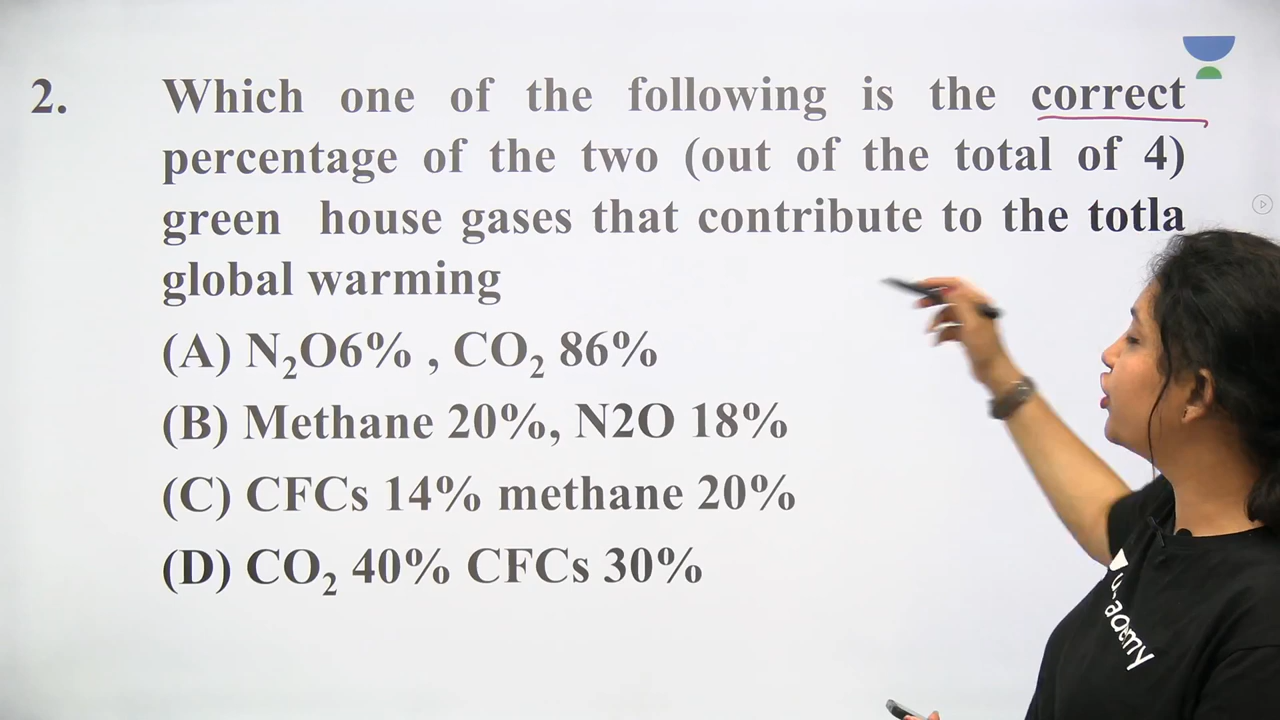 2. Which one of the following is the correct
percentage of the two (out of the total of 4)
green house gases that contribute to the totla
global warming
(A) N₂O6% , CO₂ 86%
(B) Methane 20%, N2O 18%
(C) CFCs 14% methane 20%
(D) CO₂ 40% CFCs 30%